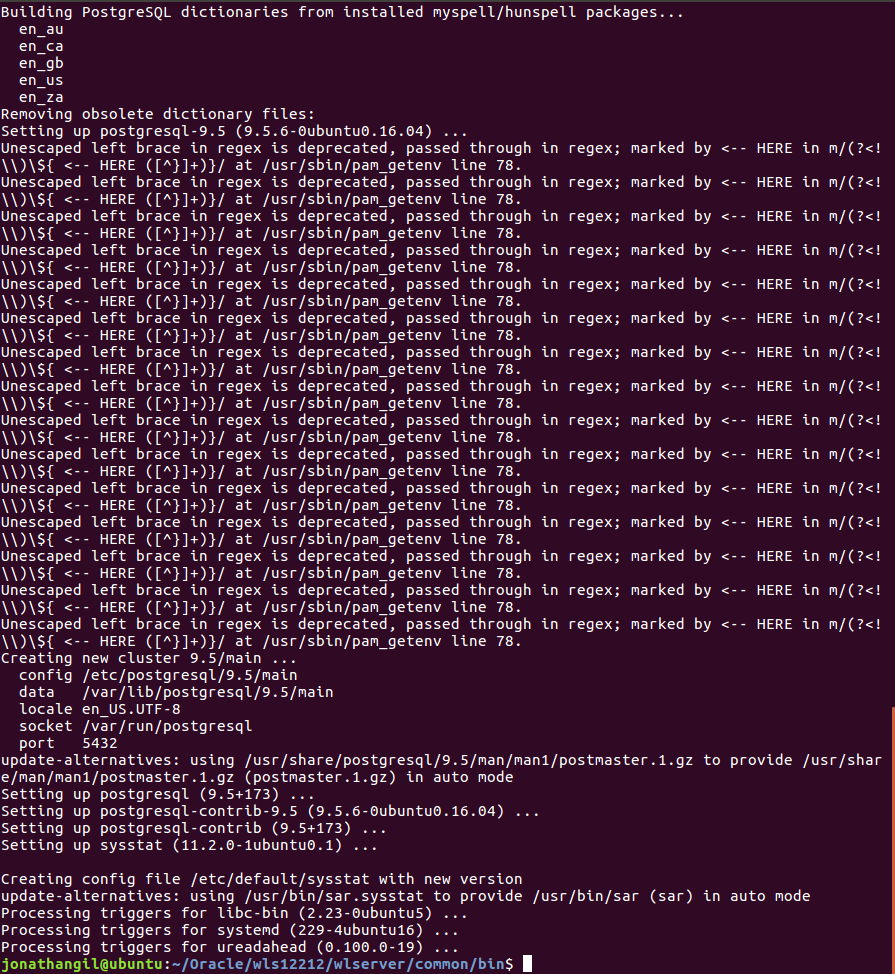 Building PostgreSQL dictionaries from installed myspell/hunspell packages...
  en_au
  en_ca
  en_gb
  en_us
  en_za
Removing obsolete dictionary files:
Setting up postgresql-9.5 (9.5.6-0ubuntu0.16.04) ...
Unescaped left brace in regex is deprecated, passed through in regex; marked by <-- HERE in m/(?<!
\\)\${ <-- HERE ([^}]+)}/ at /usr/sbin/pam_getenv line 78.
Unescaped left brace in regex is deprecated, passed through in regex; marked by <-- HERE in m/(?<!
\\)\${ <-- HERE ([^}]+)}/ at /usr/sbin/pam_getenv line 78.
Unescaped left brace in regex is deprecated, passed through in regex; marked by <-- HERE in m/(?<!
\\)\${ <-- HERE ([^}]+)}/ at /usr/sbin/pam_getenv line 78.
Unescaped left brace in regex is deprecated, passed through in regex; marked by <-- HERE in m/(?<!
\\)\${ <-- HERE ([^}]+)}/ at /usr/sbin/pam_getenv line 78.
Unescaped left brace in regex is deprecated, passed through in regex; marked by <-- HERE in m/(?<!
\\)\${ <-- HERE ([^}]+)}/ at /usr/sbin/pam_getenv line 78.
Unescaped left brace in regex is deprecated, passed through in regex; marked by <-- HERE in m/(?<!
\\)\${ <-- HERE ([^}]+)}/ at /usr/sbin/pam_getenv line 78.
Unescaped left brace in regex is deprecated, passed through in regex; marked by <-- HERE in m/(?<!
\\)\${ <-- HERE ([^}]+)}/ at /usr/sbin/pam_getenv line 78.
Unescaped left brace in regex is deprecated, passed through in regex; marked by <-- HERE in m/(?<!
\\)\${ <-- HERE ([^}]+)}/ at /usr/sbin/pam_getenv line 78.
Unescaped left brace in regex is deprecated, passed through in regex; marked by <-- HERE in m/(?<!
\\)\${ <-- HERE ([^}]+)}/ at /usr/sbin/pam_getenv line 78.
Unescaped left brace in regex is deprecated, passed through in regex; marked by <-- HERE in m/(?<!
\\)\${ <-- HERE ([^}]+)}/ at /usr/sbin/pam_getenv line 78.
Unescaped left brace in regex is deprecated, passed through in regex; marked by <-- HERE in m/(?<!
\\)\${ <-- HERE ([^}]+)}/ at /usr/sbin/pam_getenv line 78.
Unescaped left brace in regex is deprecated, passed through in regex; marked by <-- HERE in m/(?<!
\\)\${ <-- HERE ([^}]+)}/ at /usr/sbin/pam_getenv line 78.
Unescaped left brace in regex is deprecated, passed through in regex; marked by <-- HERE in m/(?<!
\\)\${ <-- HERE ([^}]+)}/ at /usr/sbin/pam_getenv line 78.
Unescaped left brace in regex is deprecated, passed through in regex; marked by <-- HERE in m/(?<!
\\)\${ <-- HERE ([^}]+)}/ at /usr/sbin/pam_getenv line 78.
Unescaped left brace in regex is deprecated, passed through in regex; marked by <-- HERE in m/(?<!
\\)\${ <-- HERE ([^}]+)}/ at /usr/sbin/pam_getenv line 78.
Creating new cluster 9.5/main ...
  config /etc/postgresql/9.5/main
  data   /var/lib/postgresql/9.5/main
  locale en_US.UTF-8
  socket /var/run/postgresql
  port   5432
update-alternatives: using /usr/share/postgresql/9.5/man/man1/postmaster.1.gz to provide /usr/shar
e/man/man1/postmaster.1.gz (postmaster.1.gz) in auto mode
Setting up postgresql (9.5+173) ...
Setting up postgresql-contrib-9.5 (9.5.6-0ubuntu0.16.04) ...
Setting up postgresql-contrib (9.5+173) ...
Setting up sysstat (11.2.0-1ubuntu0.1) ...

Creating config file /etc/default/sysstat with new version
update-alternatives: using /usr/bin/sar.sysstat to provide /usr/bin/sar (sar) in auto mode
Processing triggers for libc-bin (2.23-0ubuntu5) ...
Processing triggers for systemd (229-4ubuntu16) ...
Processing triggers for ureadahead (0.100.0-19) ...
jonathangil@ubuntu:~/Oracle/wls12212/wlserver/common/bin$